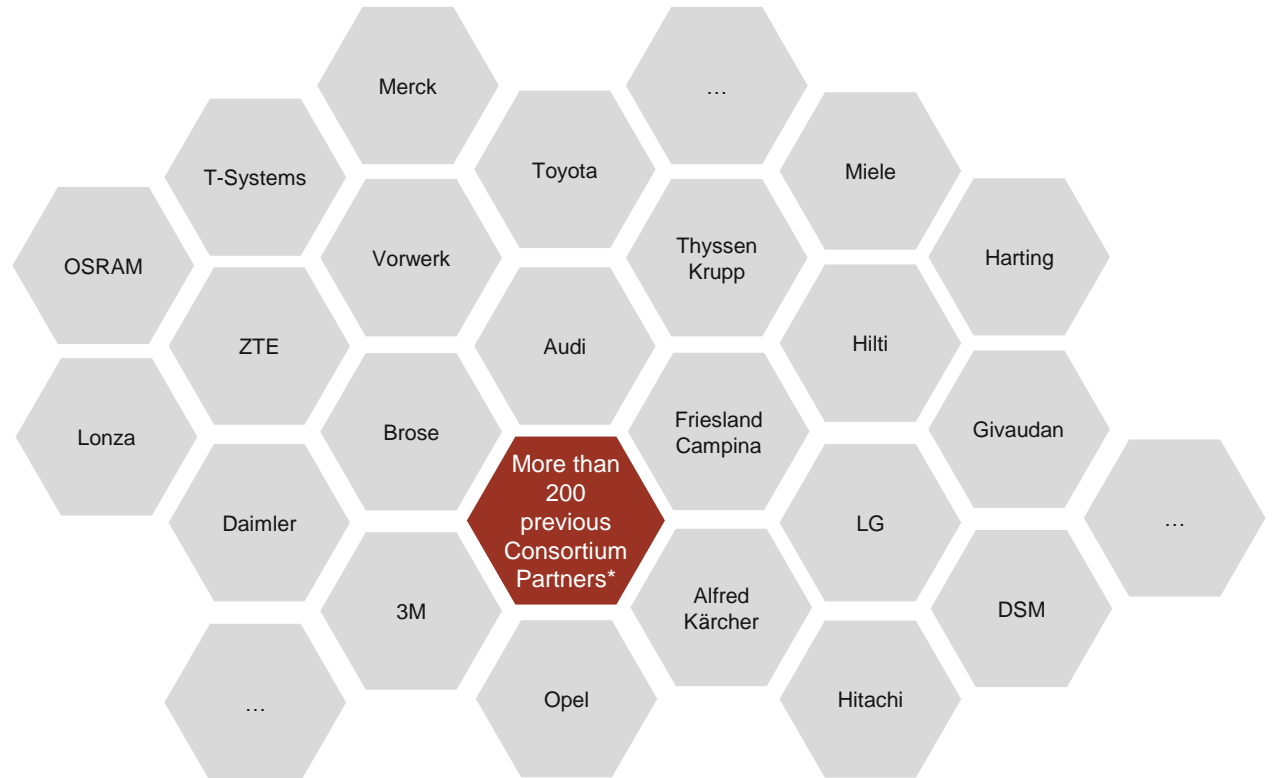 Merck
…
T-Systems
Toyota
Miele
OSRAM
Vorwerk
Thyssen
Krupp
Harting
ZTE
Audi
Hilti
Lonza
Brose
Friesland
Campina
Givaudan
Daimler
More than
200
previous
Consortium
Partners*
LG
…
3M
Alfred
Kärcher
DSM
…
Opel
Hitachi